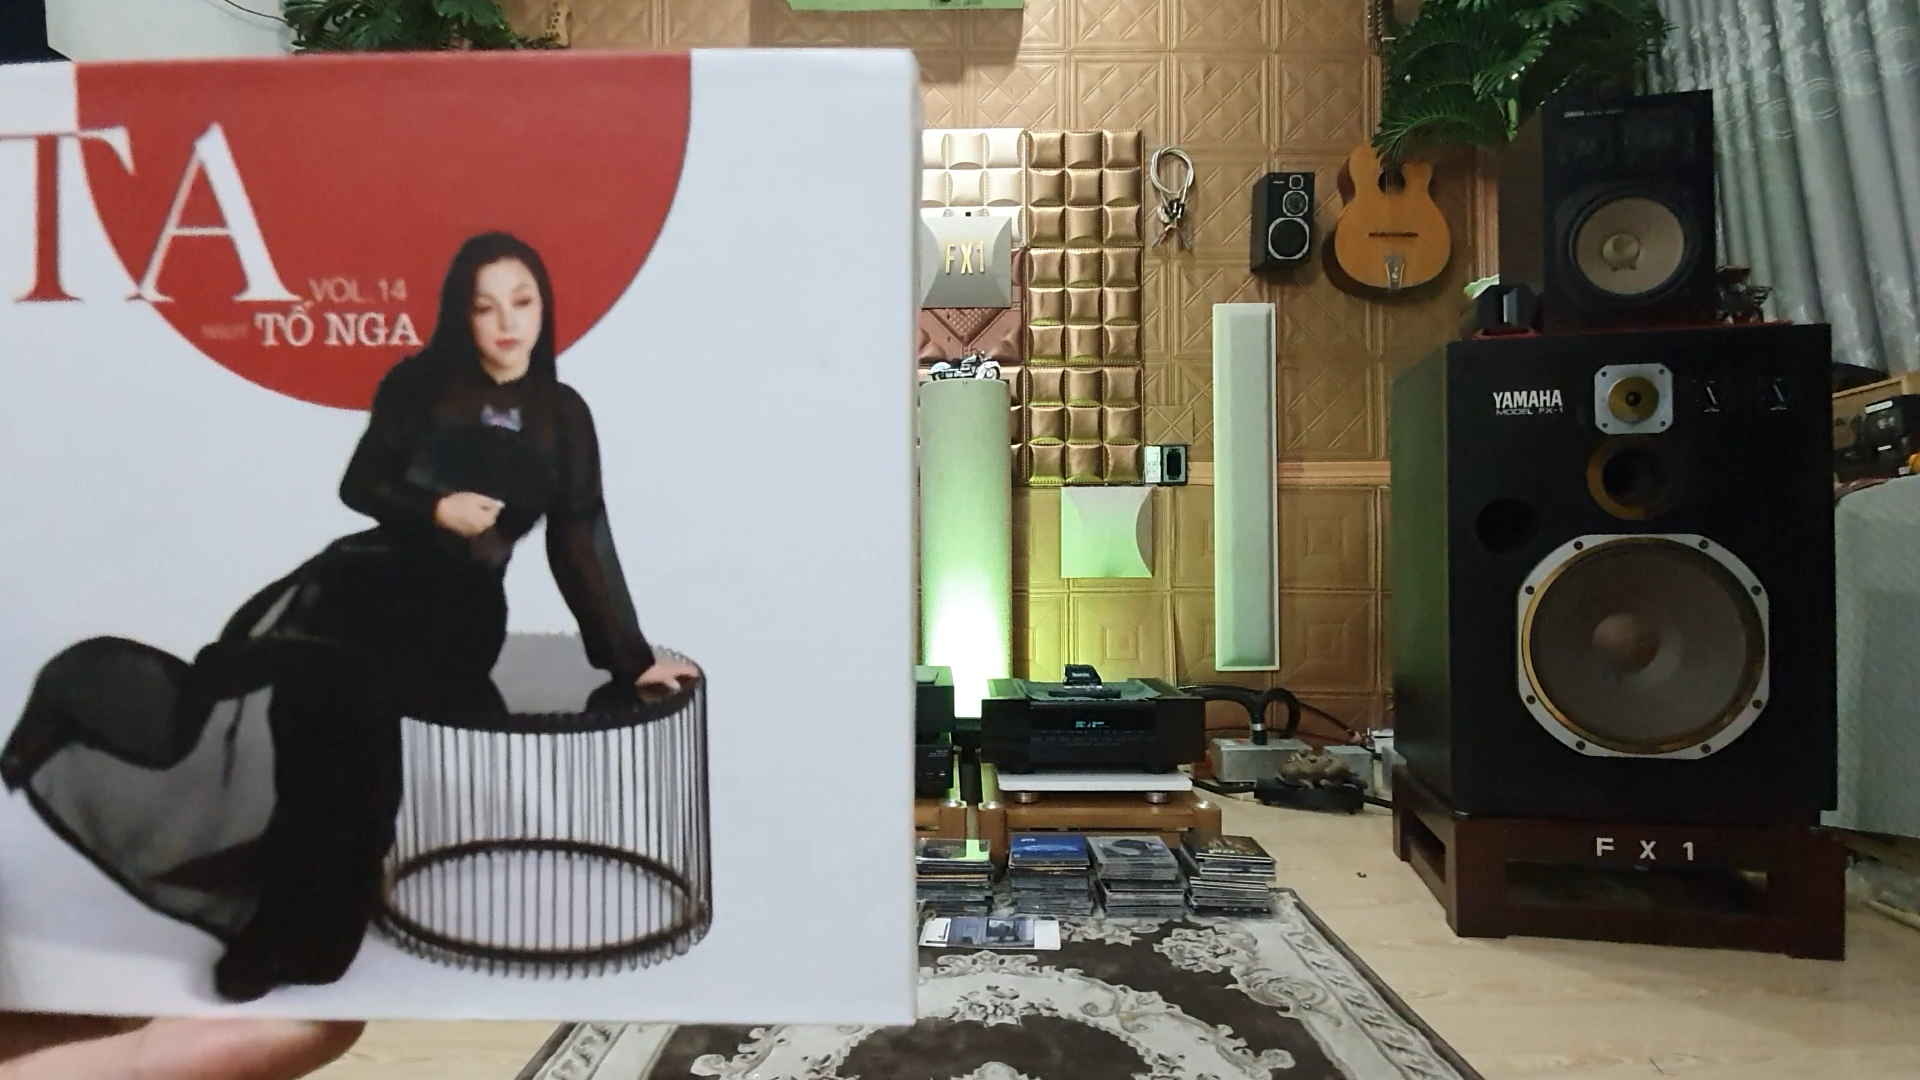 TA
VOL. 14
TỐ NGA
FX1
YAMAHA
MODEL FX-1
F X 1